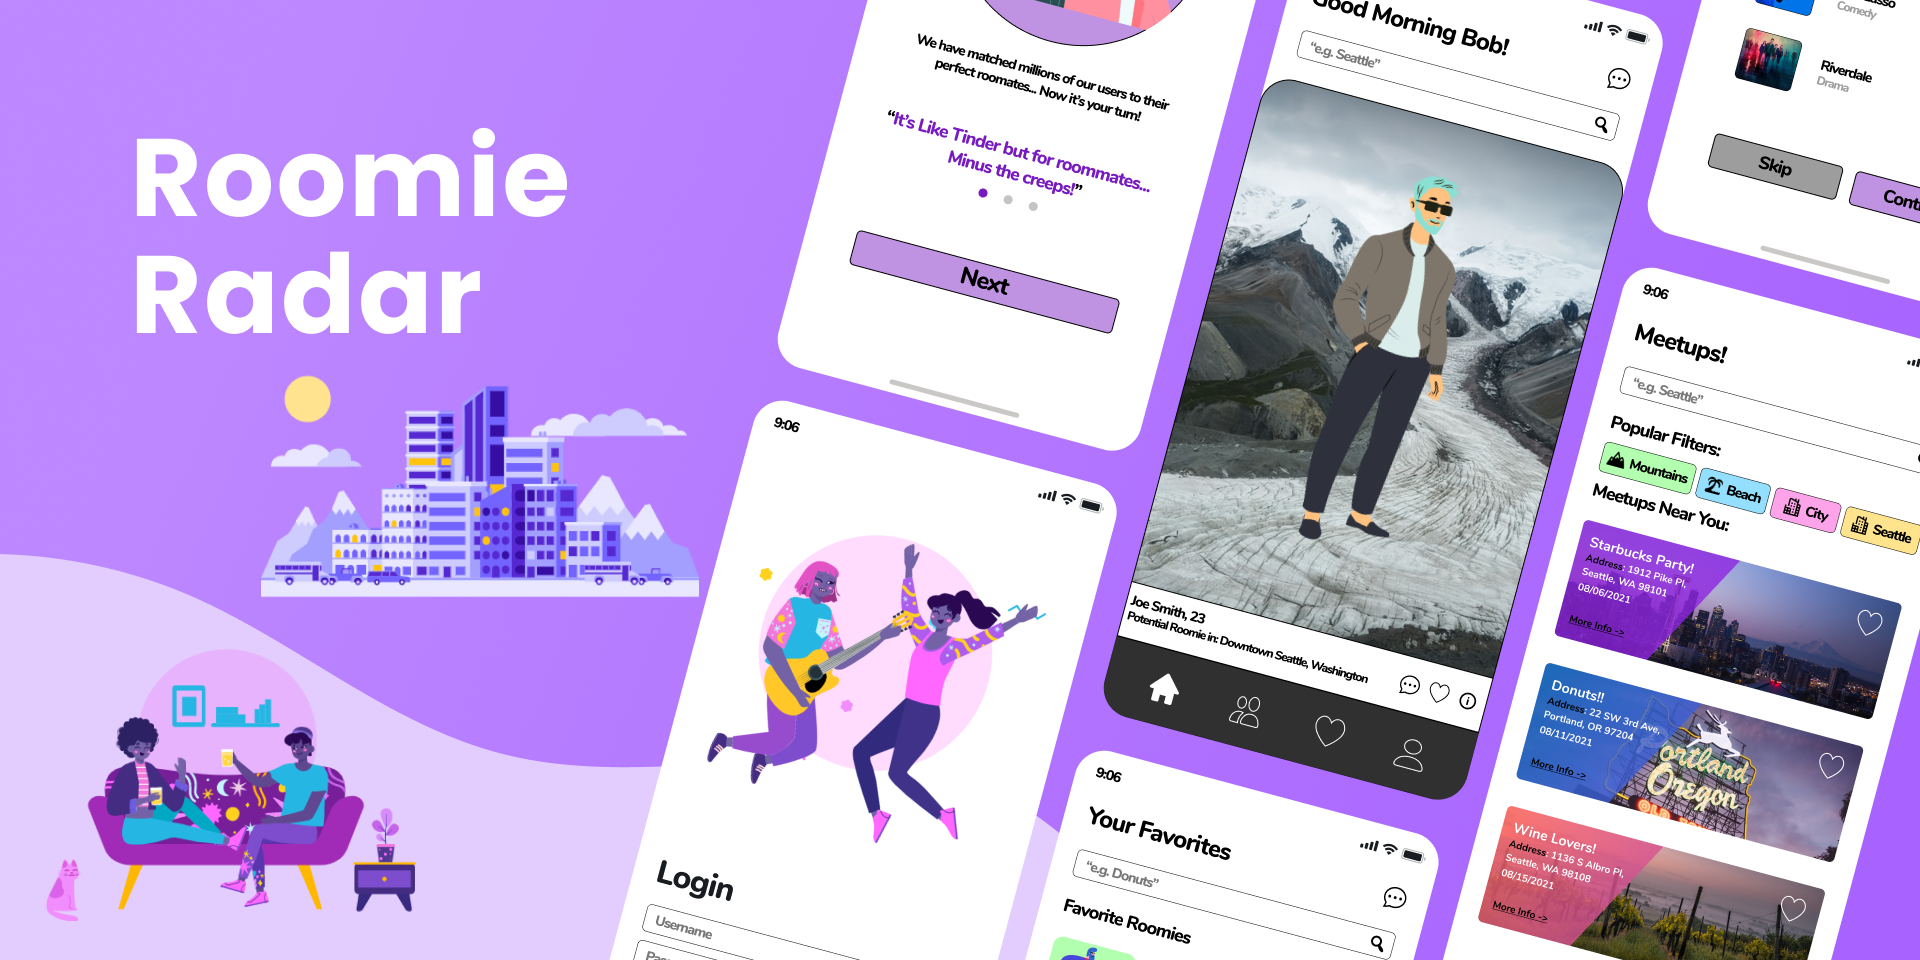 Roomie
Radar
We have matched millions of our users to their
perfect roomates... Now it's your turn!
“It's Like Tinder but for roommates...
Minus the creeps!”
Next
9:06
Login
Username
Good Morning Bob!
“e.g. Seattle”
Joe Smith, 23
Potential Roomie in: Downtown Seattle, Washington
9:06
Your Favorites
“e.g. Donuts”
Favorite Roomies
Comedy
Riverdale
Drama
Skip
9:06
Meetups!
“e.g. Seattle”
Popular Filters:
Mountains
Beach
City
Seattle
Meetups Near You:
Starbucks Party!
Address: 1912 Pike Pl,
Seattle, WA 98101
08/06/2021
More Info ->
Donuts!!
Address: 22 SW 3rd Ave,
Portland, OR 97204
08/11/2021
More Info ->
ortland
Oregon
OLD
Wine Lovers!
Address: 1136 S Albro Pl,
Seattle, WA 98108
08/15/2021
More Info ->